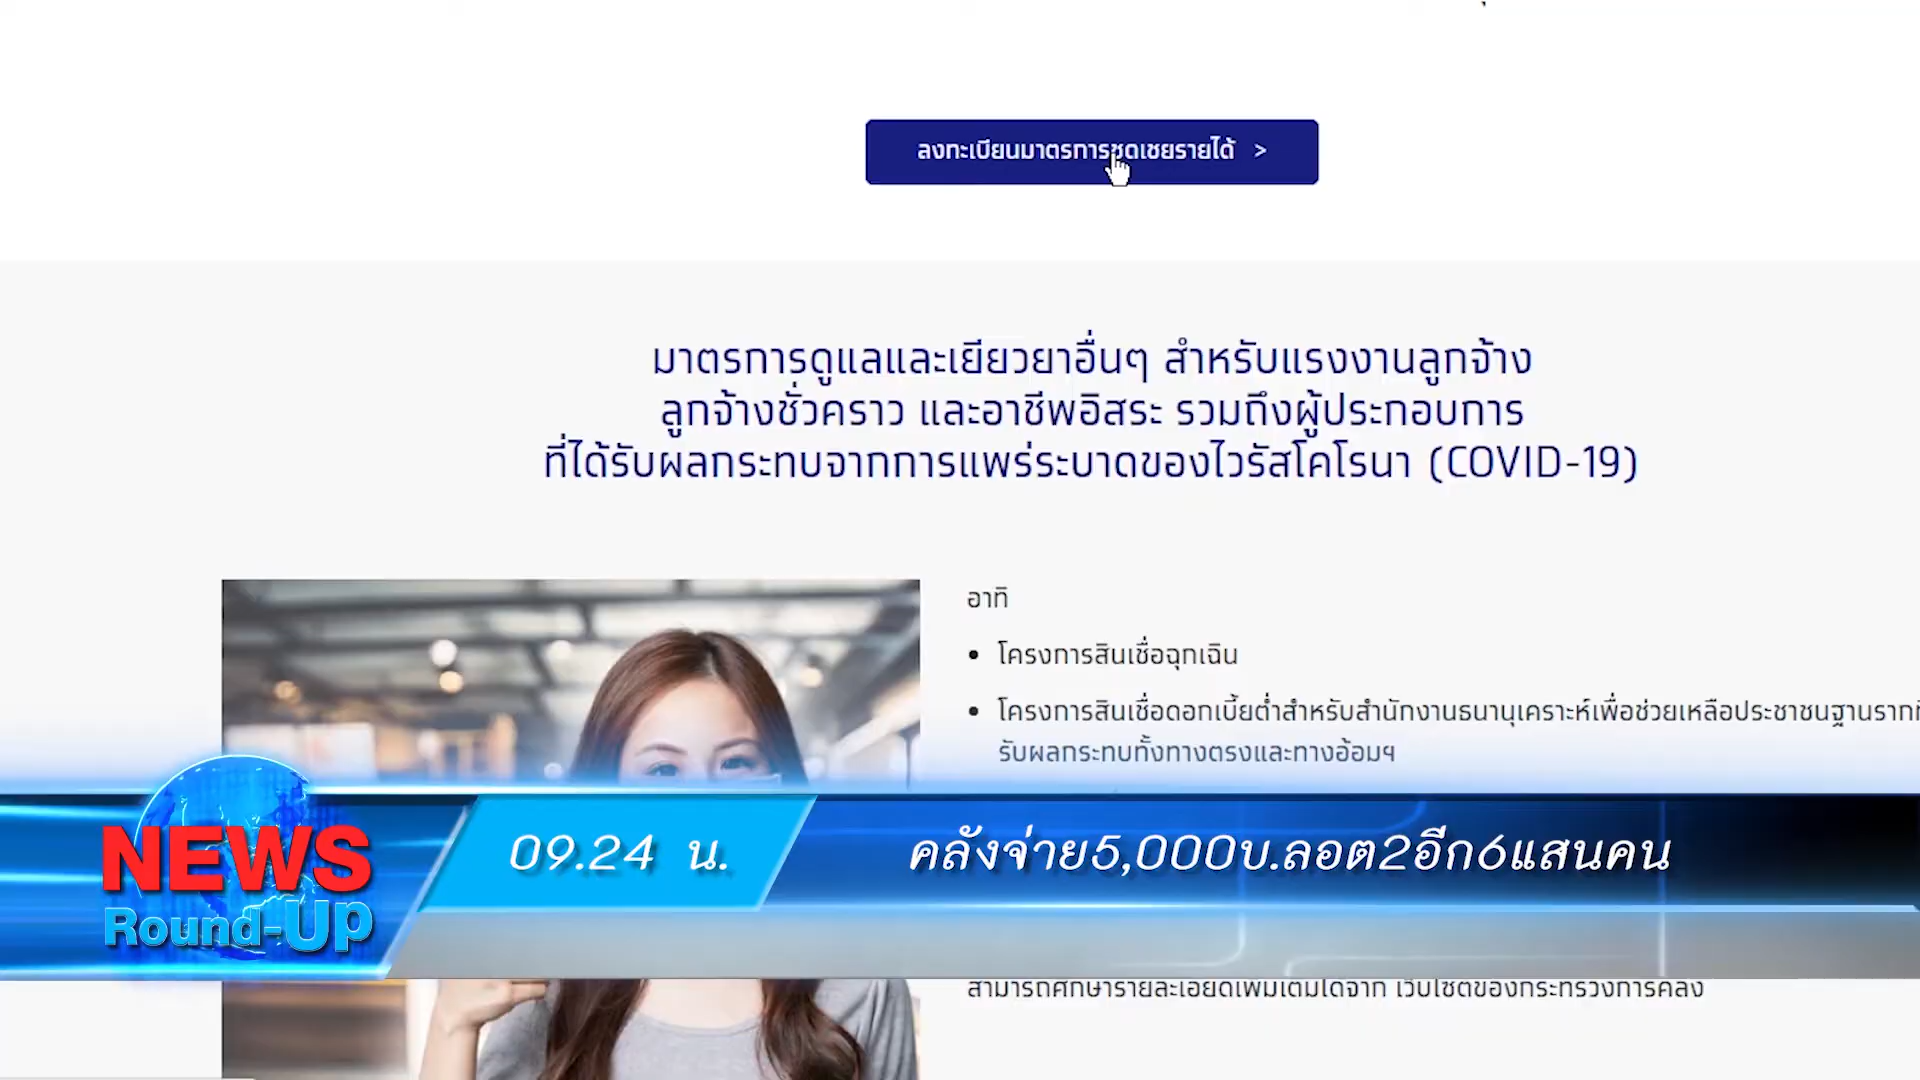 ลงทะเบียนมาตรการชดเชยรายได้ >
มาตรการดูแลและเยียวยาอื่นๆ สำหรับแรงงานลูกจ้าง
ลูกจ้างชั่วคราว และอาชีพอิสระ รวมถึงผู้ประกอบการ
ที่ได้รับผลกระทบจากการแพร่ระบาดของไวรัสโคโรนา (COVID-19)
อาทิ
• โครงการสินเชื่อฉุกเฉิน
• โครงการสินเชื่อดอกเบี้ยต่ำสำหรับสำนักงานธนานุเคราะห์เพื่อช่วยเหลือประชาชนฐานราก
รับผลกระทบทั้งทางตรงและทางอ้อมฯ
NEWS
Round-Up
09.24 น.
คลังจ่าย5,000บ.ลอต2อีก6แสนคน
สามารถศึกษารายละเอียดเพิ่มเติมได้จาก เว็บไซต์ของกระทรวงการคลัง